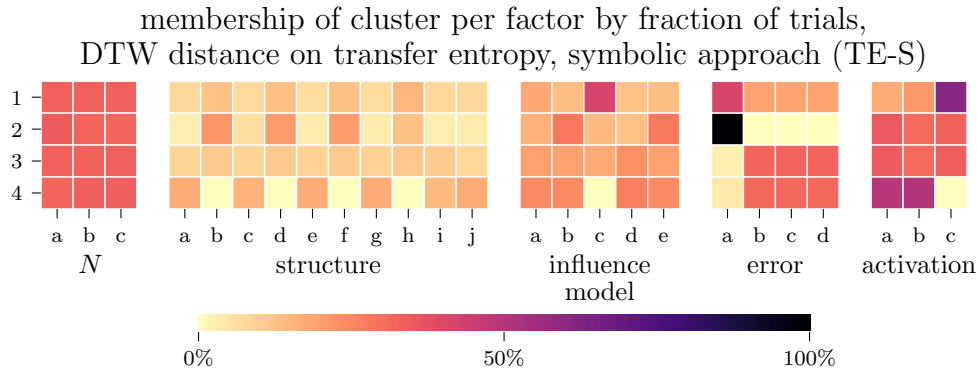 membership of cluster per factor by fraction of trials,
DTW distance on transfer entropy, symbolic approach (TE-S)
1
2
3
4
a b c
a b c d e f g h i j
a b c d e
a b c d
a b c
N
structure
influence
model
error
activation
0% 50% 100%